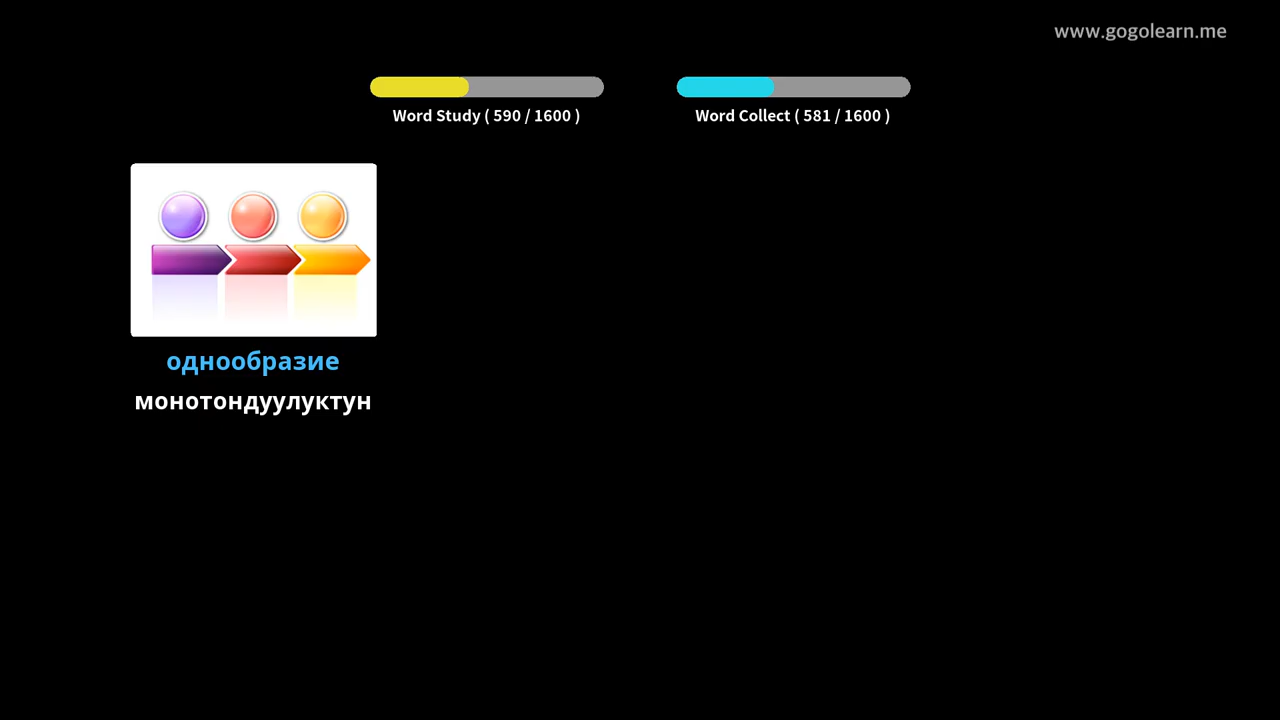 www.gogolearn.me
Word Study ( 590 / 1600 )
Word Collect ( 581 / 1600 )
однообразие
монотондуулуктун